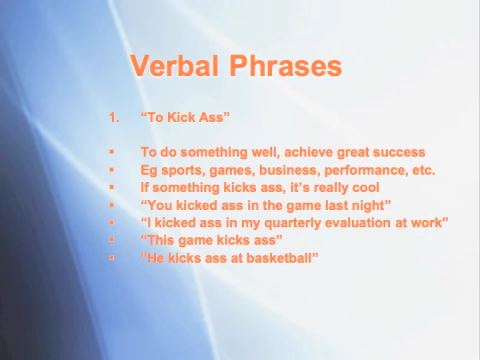 Verbal Phrases
1. “To Kick Ass”
• To do something well, achieve great success
• Eg sports, games, business, performance, etc.
• If something kicks ass, it’s really cool
• “You kicked ass in the game last night”
• “I kicked ass in my quarterly evaluation at work”
• “This game kicks ass”
• “He kicks ass at basketball”